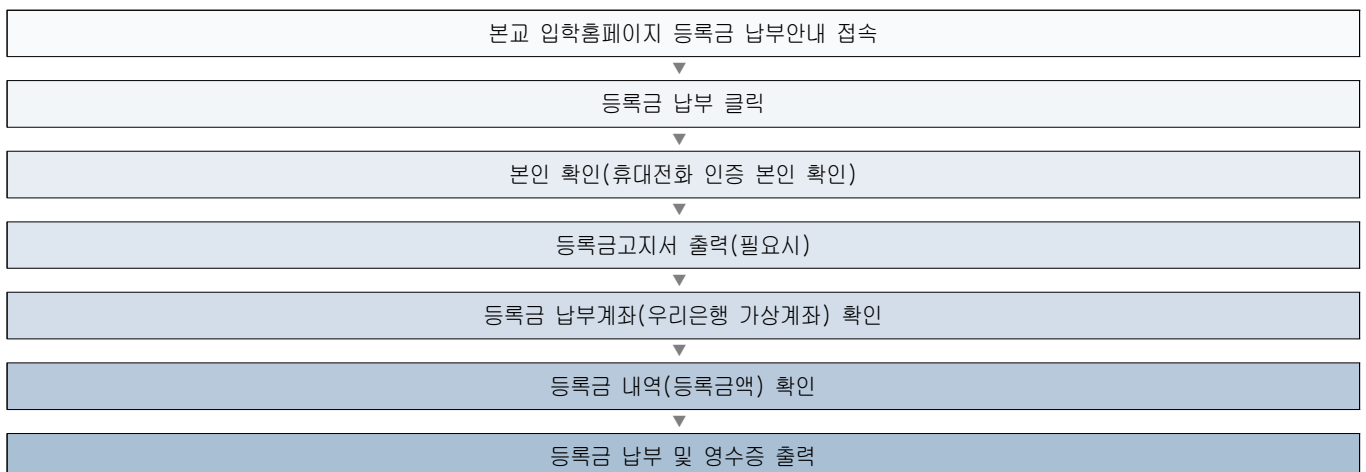 본교 입학홈페이지 등록금 납부안내 접속
▼
등록금 납부 클릭
▼
본인 확인(휴대전화 인증 본인 확인)
▼
등록금고지서 출력(필요시)
▼
등록금 납부계좌(우리은행 가상계좌) 확인
▼
등록금 내역(등록금액) 확인
▼
등록금 납부 및 영수증 출력